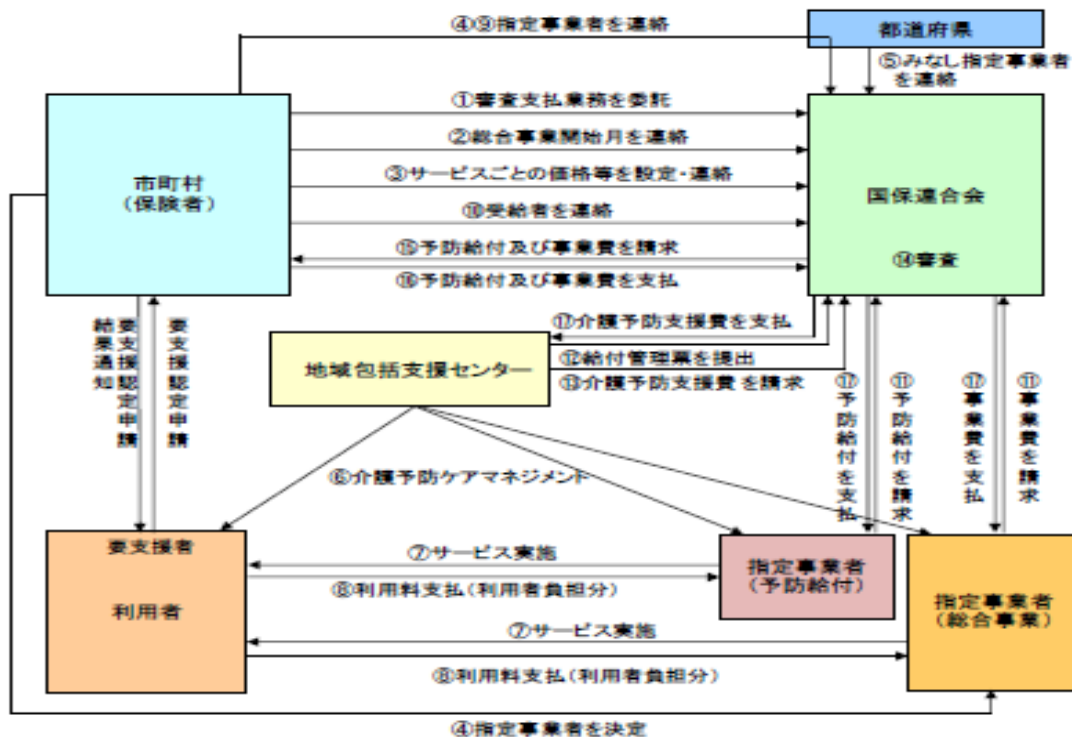 ④⑨指定事業者を連絡
都道府県
⑤みなし指定事業者
を連絡
①審査支払業務を委託
②総合事業開始月を連絡
③サービスごとの価格等を設定・連絡
市町村
(保険者)
国保連合会
⑩受給者を連絡
⑮予防給付及び事業費を請求
⑯予防給付及び事業費を支払
⑭審査
⑰介護予防支援費を支払
地域包括支援センター
⑫給付管理票を提出
⑬介護予防支援費を請求
要支援認定申請
結果通知
要支援認定申請
⑰予防給付を支払
⑪予防給付を請求
⑰事業費を支払
⑪事業費を請求
⑥介護予防ケアマネジメント
要支援者
利用者
⑦サービス実施
⑧利用料支払(利用者負担分)
指定事業者
(予防給付)
指定事業者
(総合事業)
⑦サービス実施
⑧利用料支払(利用者負担分)
④指定事業者を決定